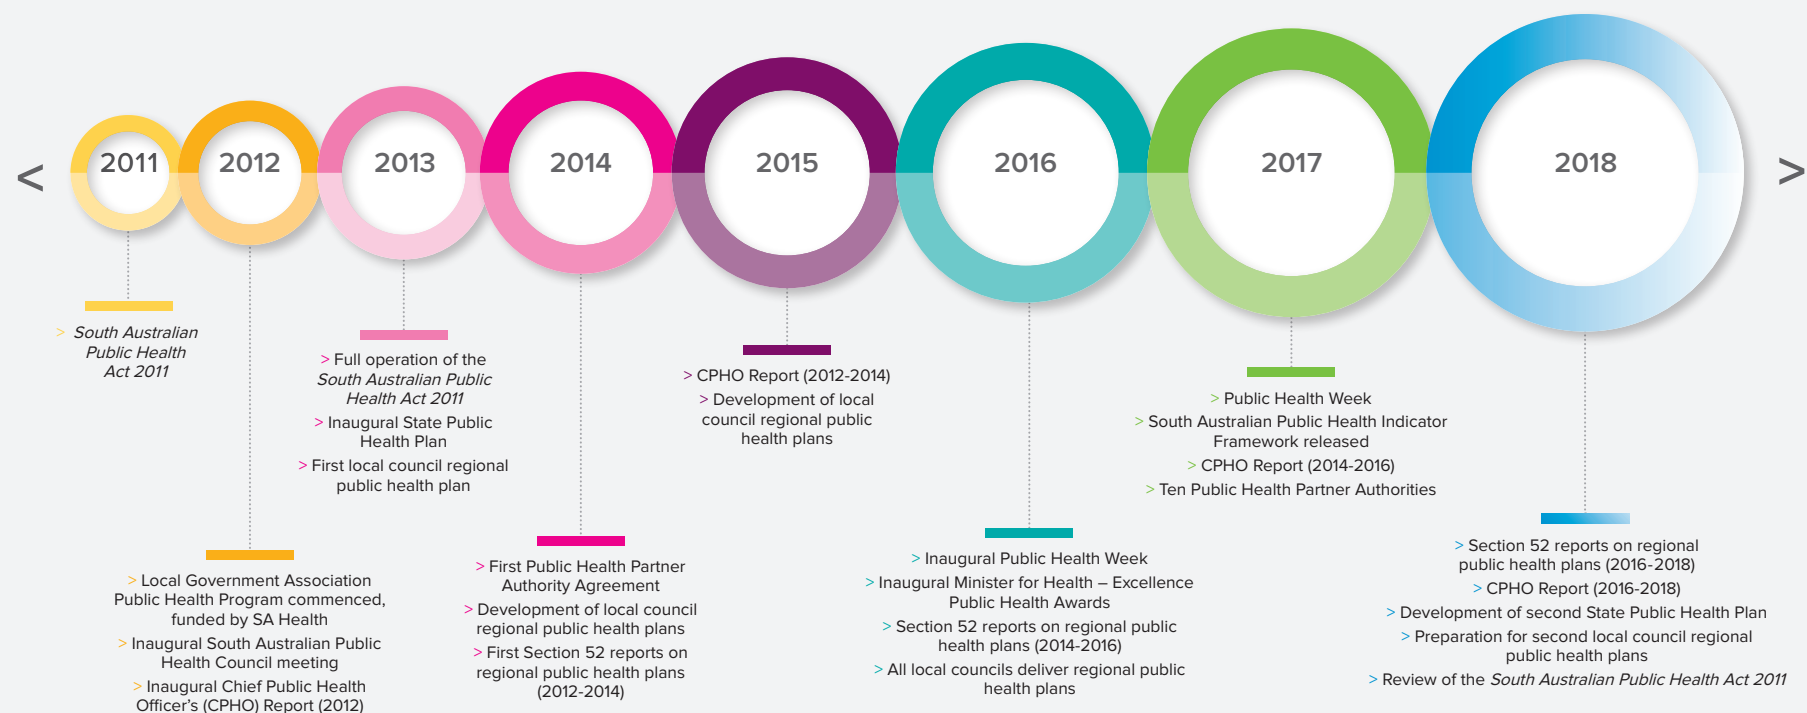 <
2011
2012
2013
2014
2015
2016
2017
2018
>
> South Australian
Public Health
Act 2011
> Local Government Association
Public Health Program commenced,
funded by SA Health
> Inaugural South Australian Public
Health Council meeting
> Inaugural Chief Public Health
Officer's (CPHO) Report (2012)
> Full operation of the
South Australian Public
Health Act 2011
> Inaugural State Public
Health Plan
> First local council regional
public health plan
> First Public Health Partner
Authority Agreement
> Development of local council
regional public health plans
> First Section 52 reports on
regional public health plans
(2012-2014)
> CPHO Report (2012-2014)
> Development of local
council regional public
health plans
> Inaugural Public Health Week
> Inaugural Minister for Health – Excellence
Public Health Awards
> Section 52 reports on regional public
health plans (2014-2016)
> All local councils deliver regional public
health plans
> Public Health Week
> South Australian Public Health Indicator
Framework released
> CPHO Report (2014-2016)
> Ten Public Health Partner Authorities
> Section 52 reports on regional
public health plans (2016-2018)
> CPHO Report (2016-2018)
> Development of second State Public Health Plan
> Preparation for second local council regional
public health plans
> Review of the South Australian Public Health Act 2011